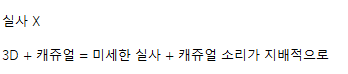 실사 X
3D + 캐쥬얼 = 미세한 실사 + 캐쥬얼 소리가 지배적으로